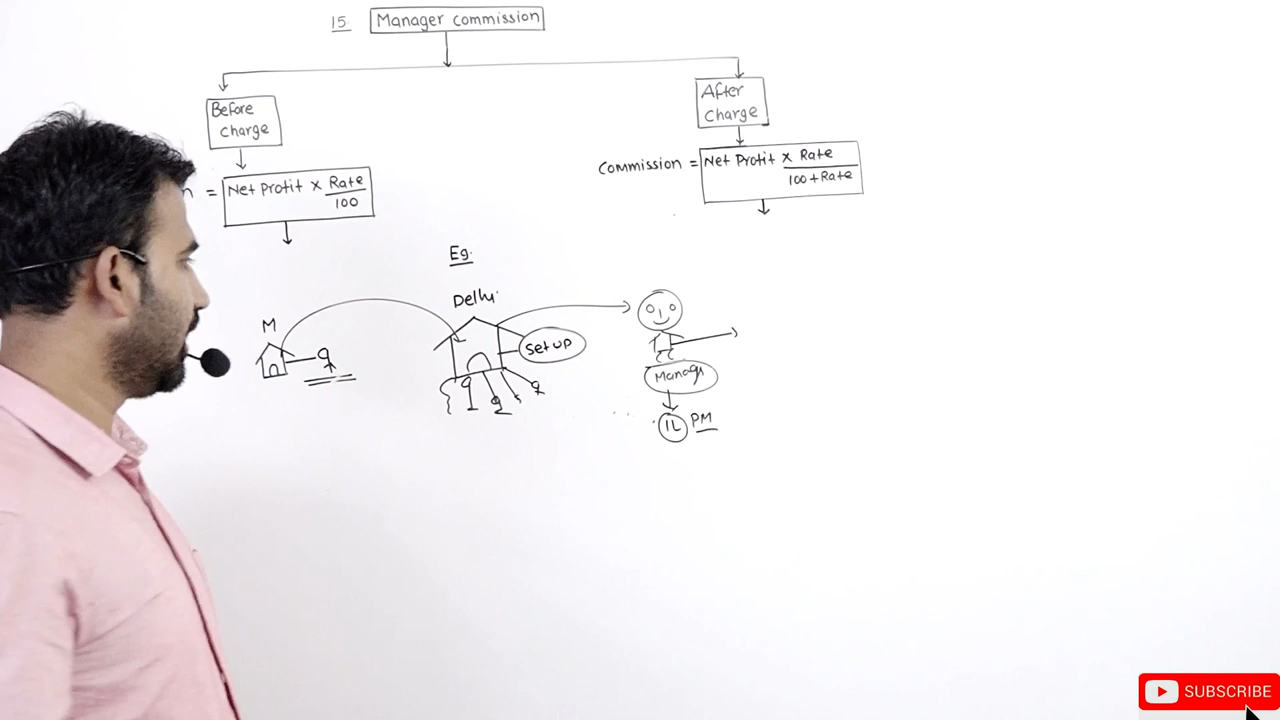 15. Manager commission
Before
charge
After
charge
n = Net Profit × Rate/100
Commission = Net Profit × Rate/100+Rate
Eg.
Delhi
M
Set up
1L PM
SUBSCRIBE